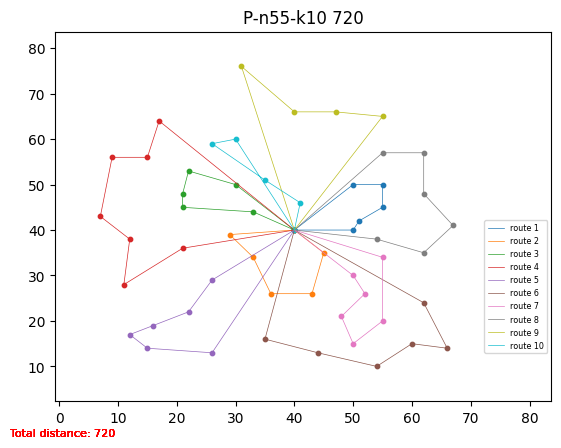 P-n55-k10 720
80
70
60
50
40
30
20
10
0 10 20 30 40 50 60 70 80
route 1
route 2
route 3
route 4
route 5
route 6
route 7
route 8
route 9
route 10
Total distance: 720